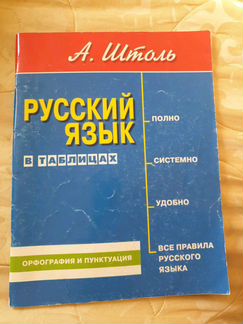 А. Штоль
РУССКИЙ
ЯЗЫК
В ТАБЛИЦАХ
ПОЛНО
СИСТЕМНО
УДОБНО
ВСЕ ПРАВИЛА
РУССКОГО
ЯЗЫКА
ОРФОГРАФИЯ И ПУНКТУАЦИЯ